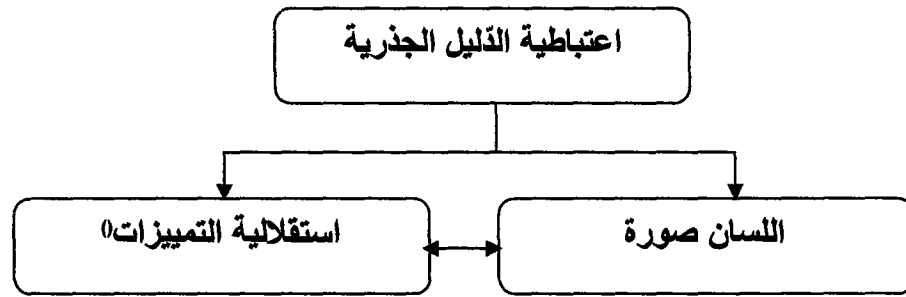 اعتباطية الدّليل الجذرية
اللسان صورة
استقلالية التمييزات()